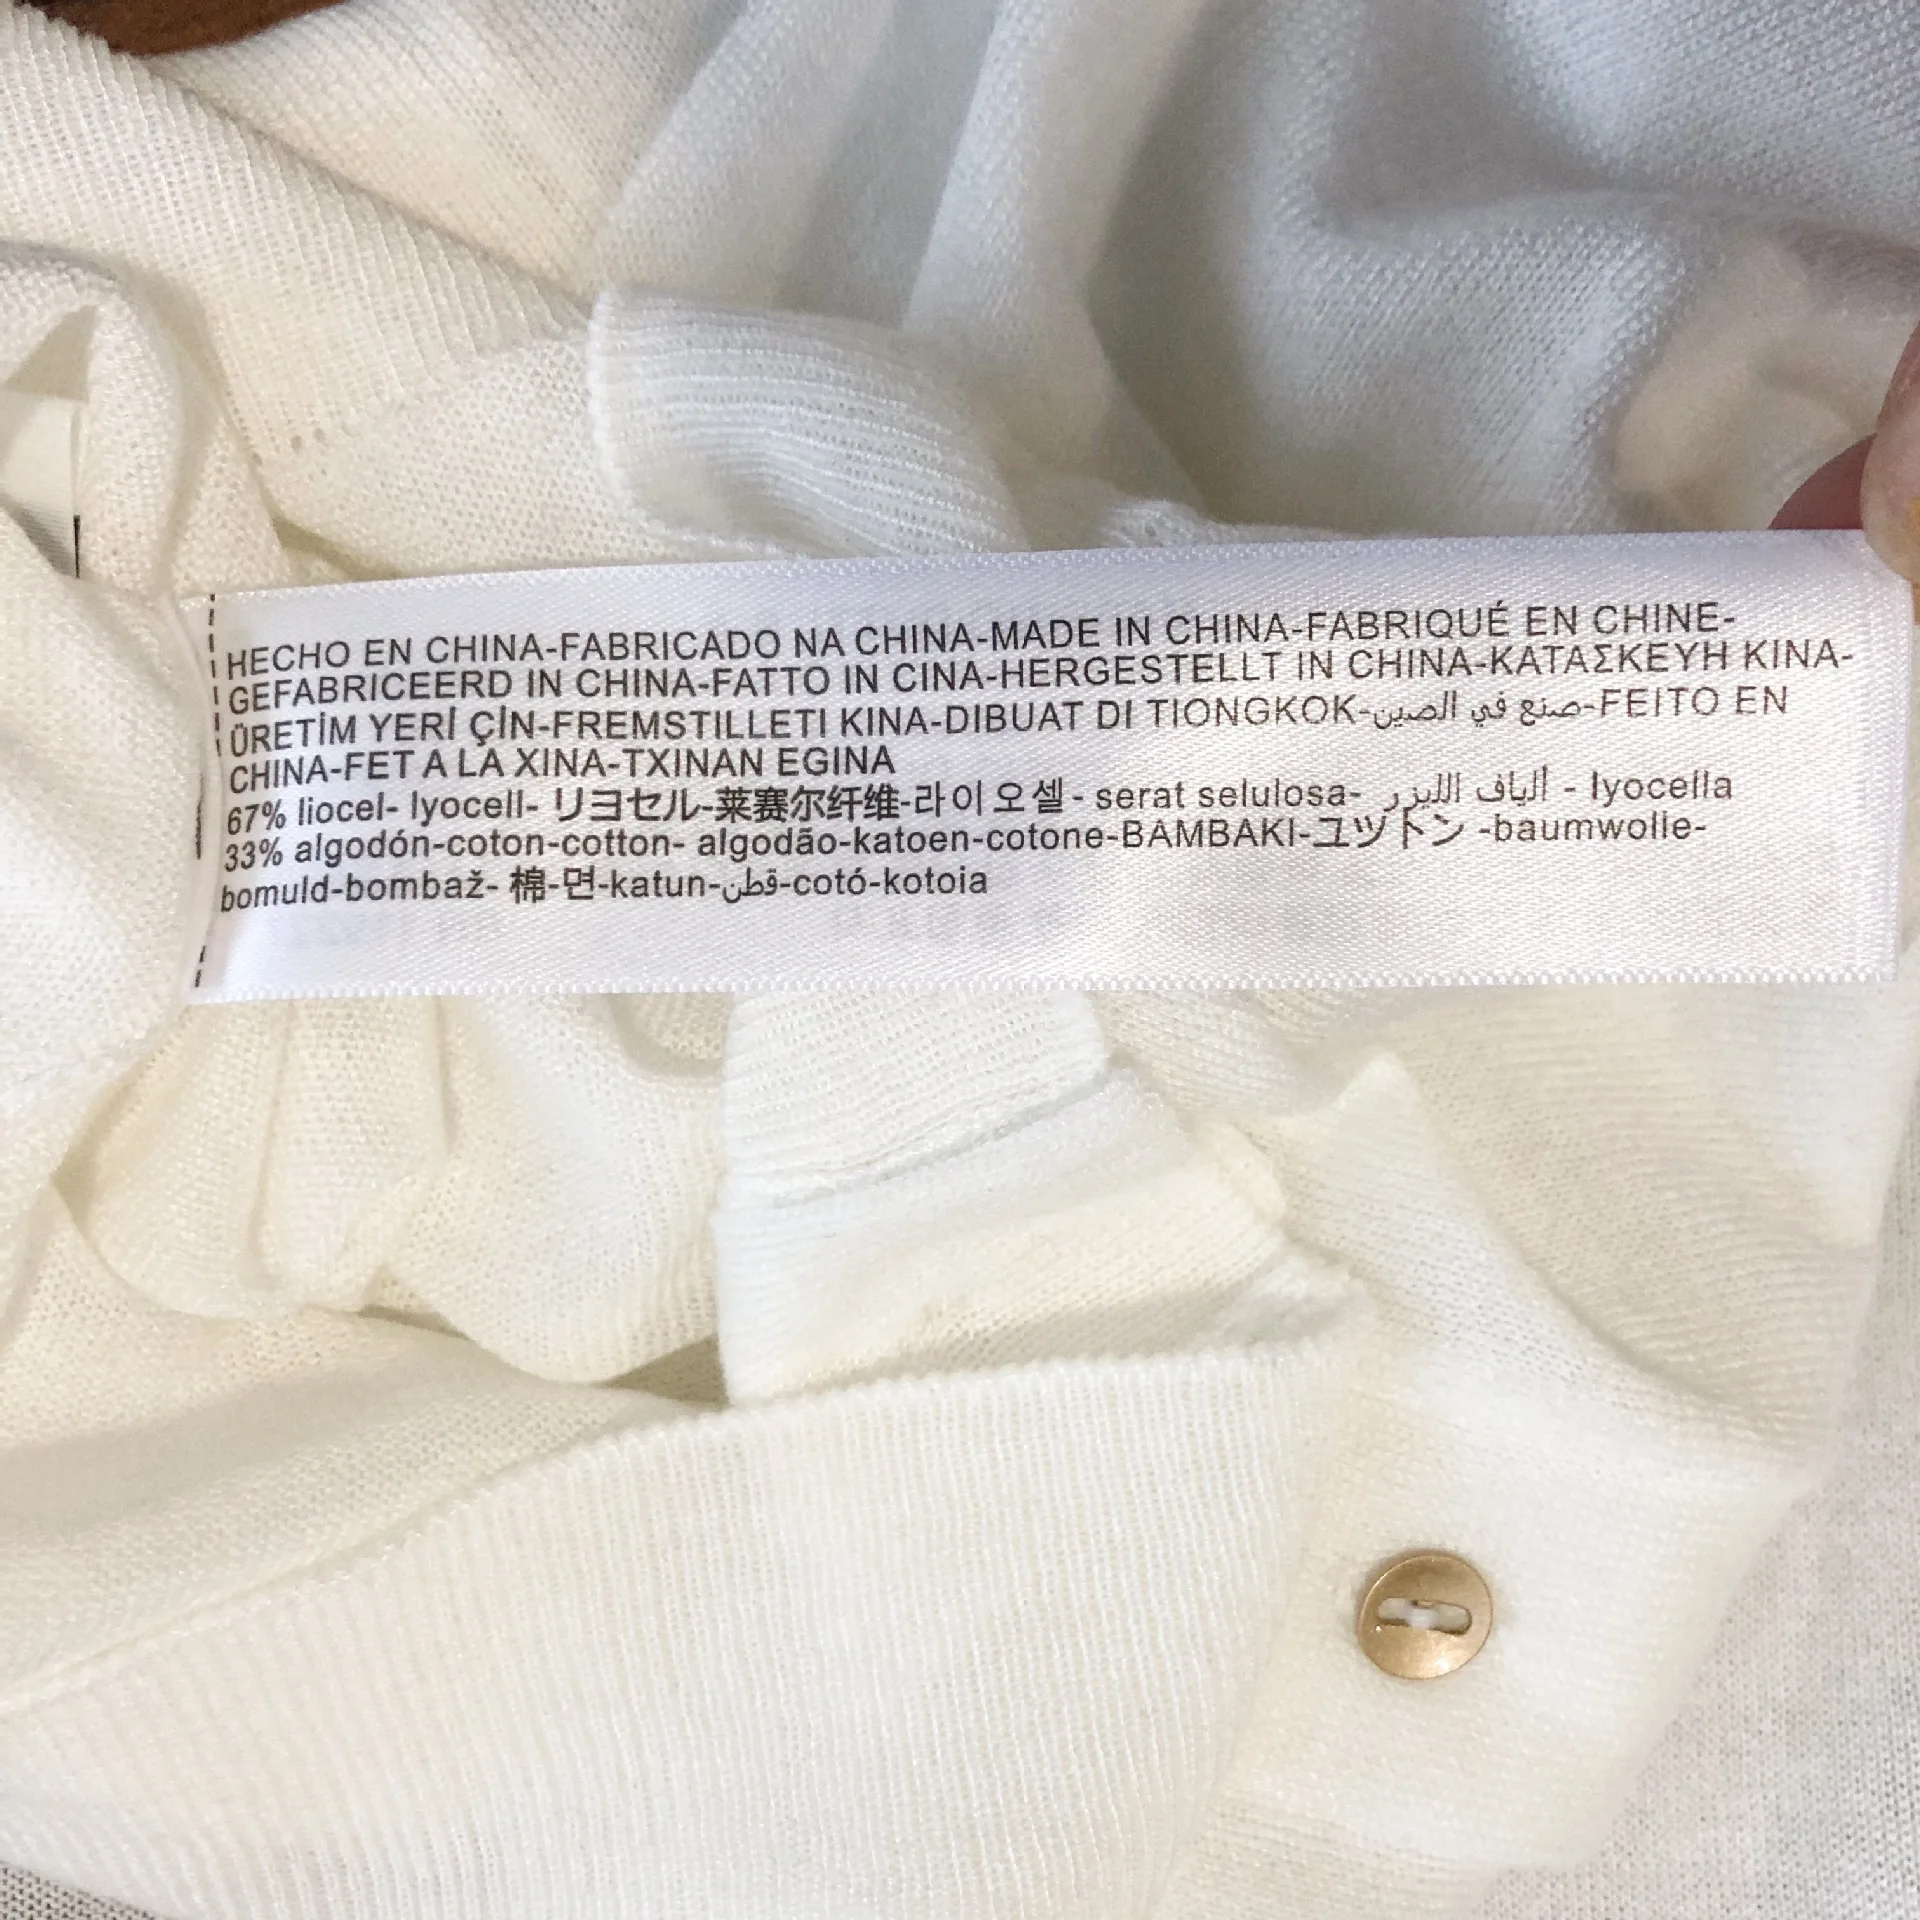 HECHO EN CHINA-FABRICADO NA CHINA-MADE IN CHINA-FABRIQUÉ EN CHINE-
GEFABRICEERD IN CHINA-FATTO IN CINA-HERGESTELLT IN CHINA-ΚΑΤΑΣΚΕΥΗ ΚΙΝΑ-
ÜRETİM YERİ ÇİN-FREMSTILLETI KINA-DIBUAT DI TIONGKOK-صنع في الصين-FEITO EN
CHINA-FET A LA XINA-TXINAN EGINA
67% liocel- lyocell- リヨセル-莱赛尔纤维-라이오셀- serat selulosa- ألياف الليزر - lyocella
33% algodón-coton-cotton- algodão-katoen-cotone-BAMBAKI-ユツトン -baumwolle-
bomuld-bombaž- 棉-면-katun-قطن-cotó-kotoia